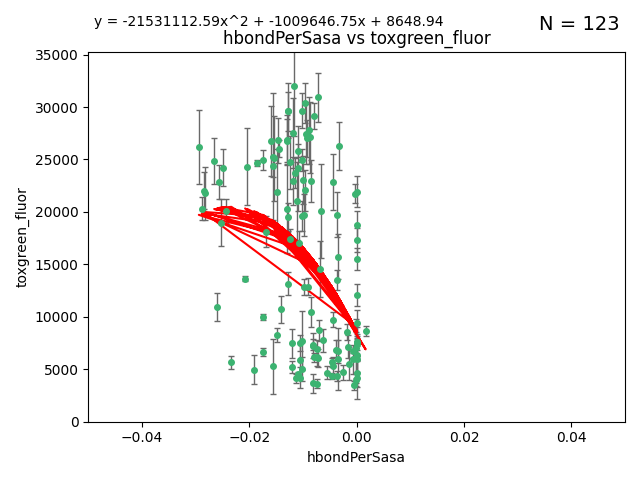 y = -21531112.59x^2 + -1009646.75x + 8648.94
N = 123
hbondPerSasa vs toxgreen_fluor
35000
30000
25000
20000
15000
10000
5000
0
toxgreen_fluor
−0.04
−0.02
0.00
0.02
0.04
hbondPerSasa